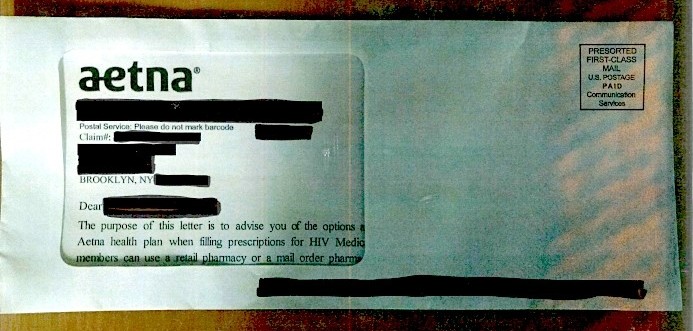 aetna®
PRESORTED
FIRST-CLASS
MAIL
U.S. POSTAGE
PAID
Communication
Services
Postal Service: Please do not mark barcode
Claim#:
BROOKLYN, NY
Dear
The purpose of this letter is to advise you of the options a
Aetna health plan when filling prescriptions for HIV Medic
members can use a retail pharmacy or a mail order pharma